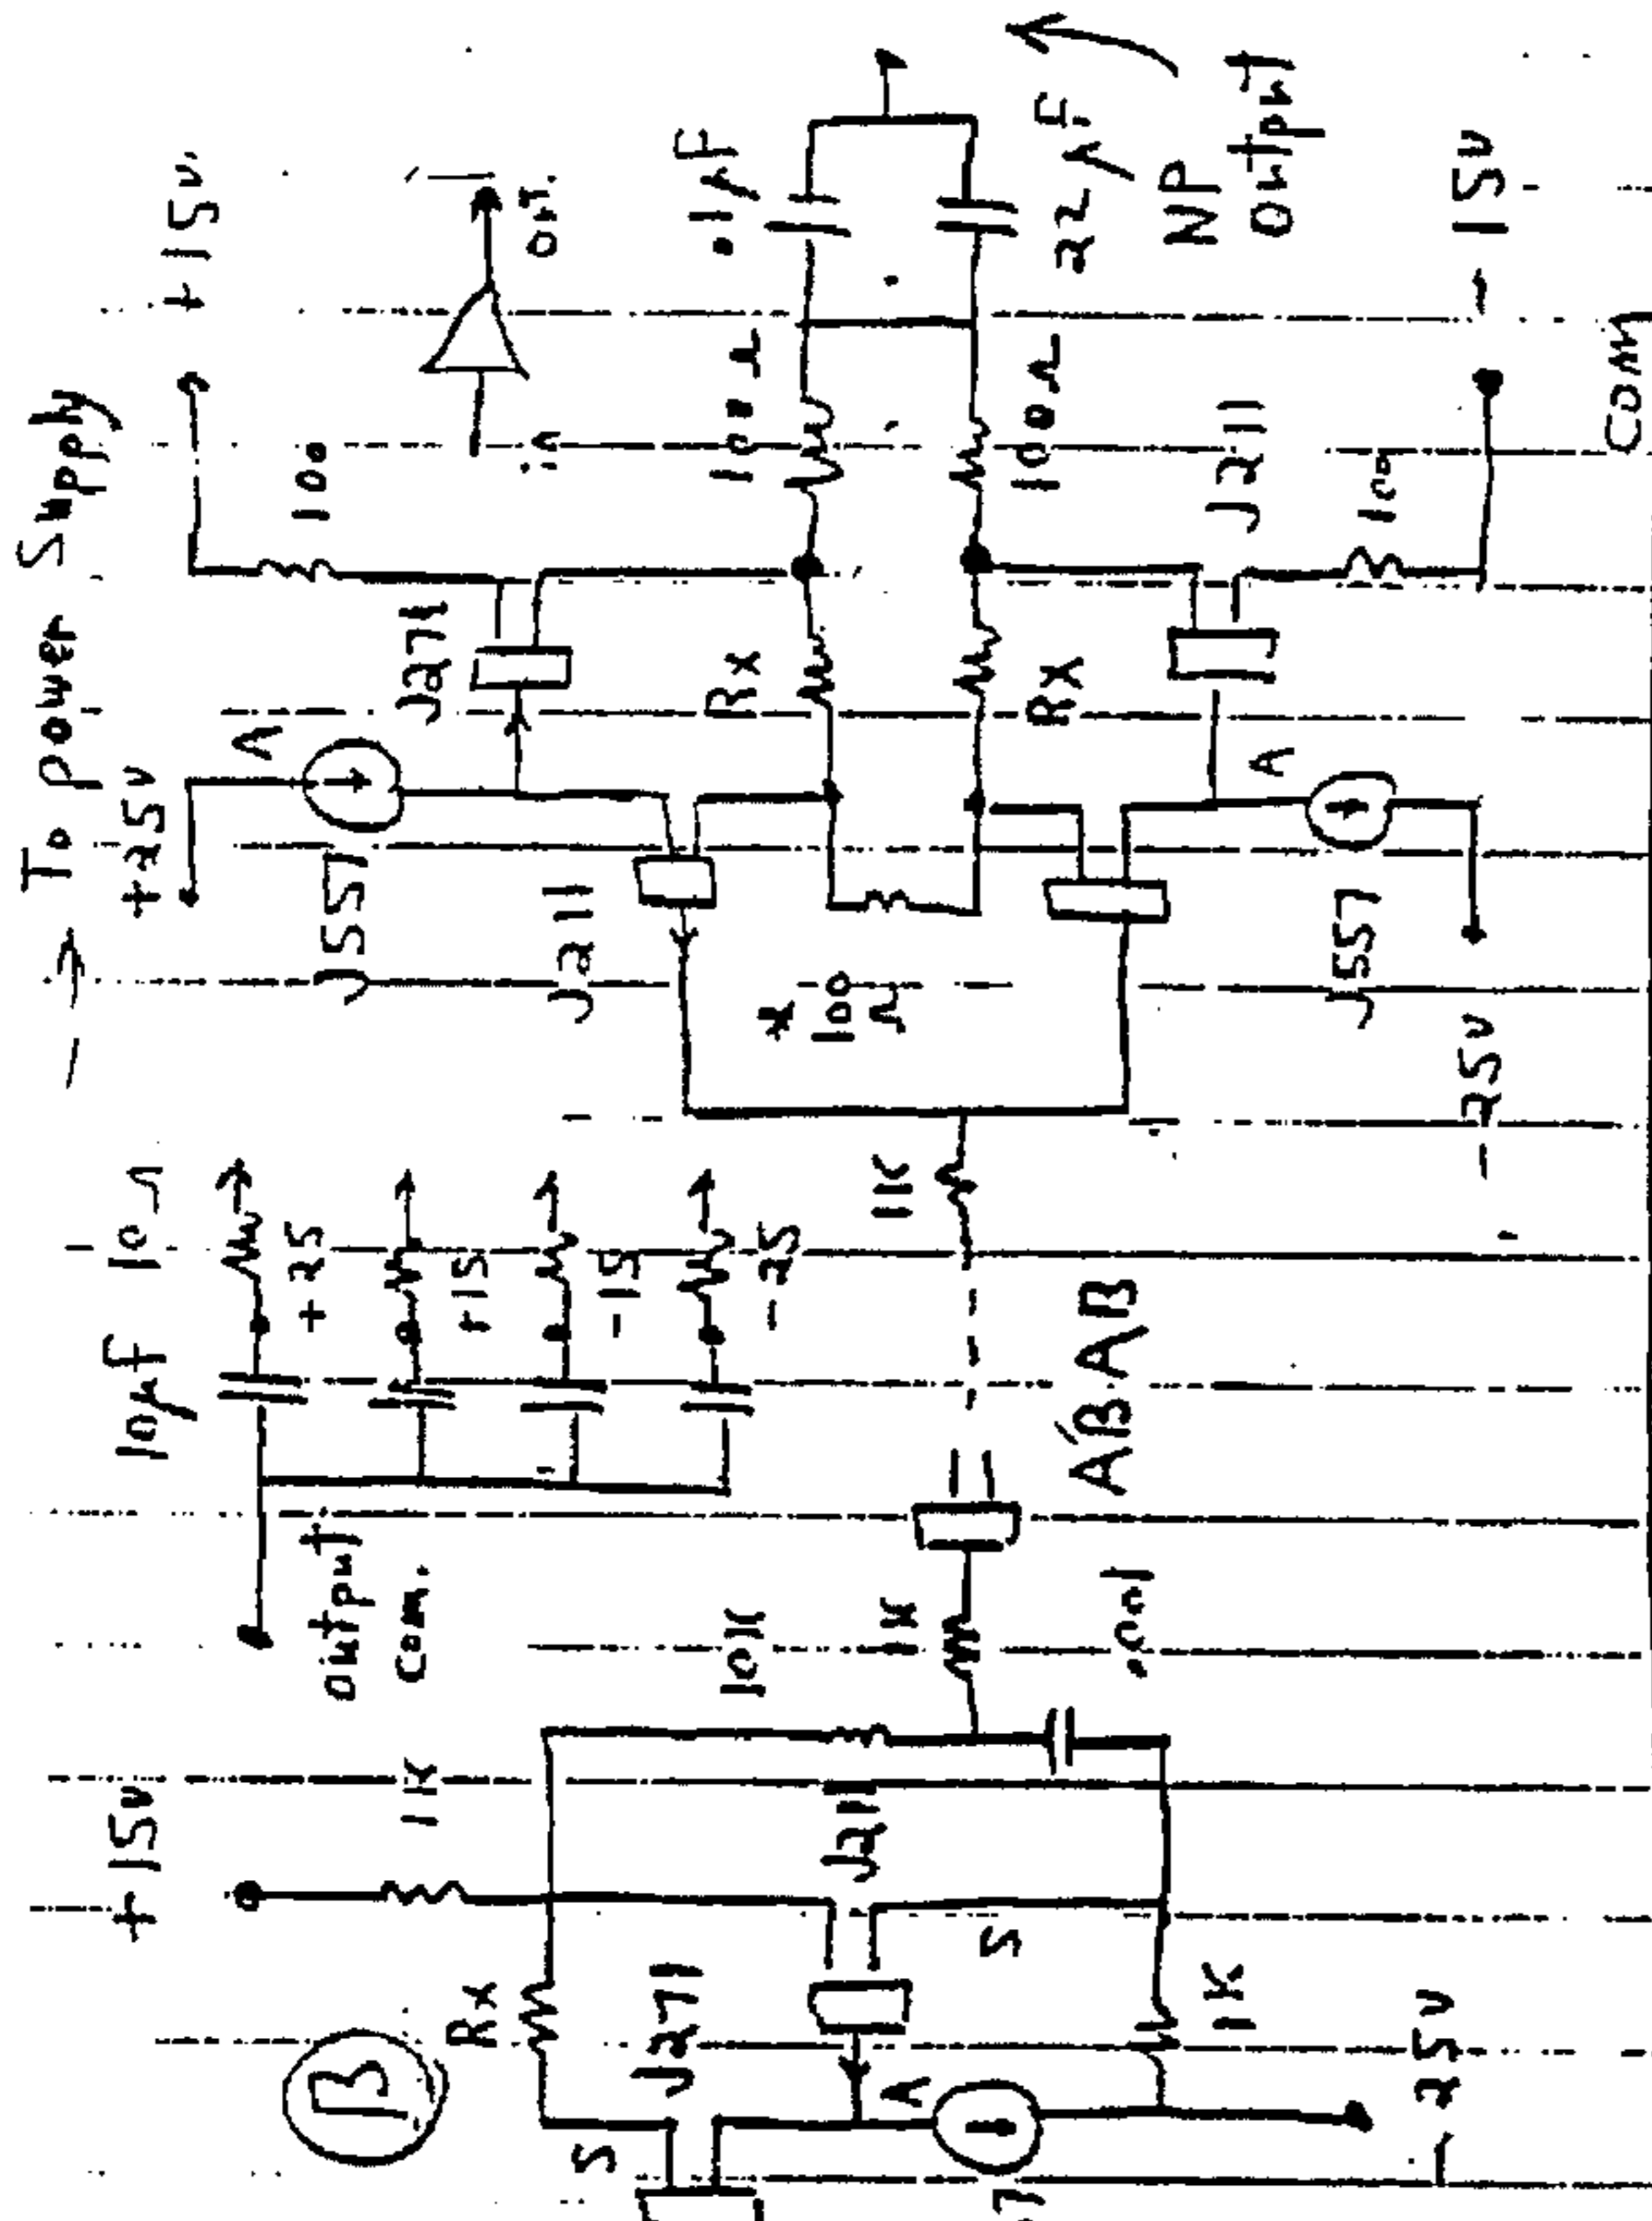 To Power Supply
+25V
+15V
A
J557
J271
100
in
out
J211
Rx
100Ω
.1µF
* 100 Ω
Rx
100Ω
22µF
NP
output
J211
A
J557
100
-25V
-15V
com
10µf
10Ω
+25
+15
-15
-25
output
com.
1K
ABAB
+15V
1K
10K
1K
.001
B
Rx
J271
J211
S
S
A
1K
-25V